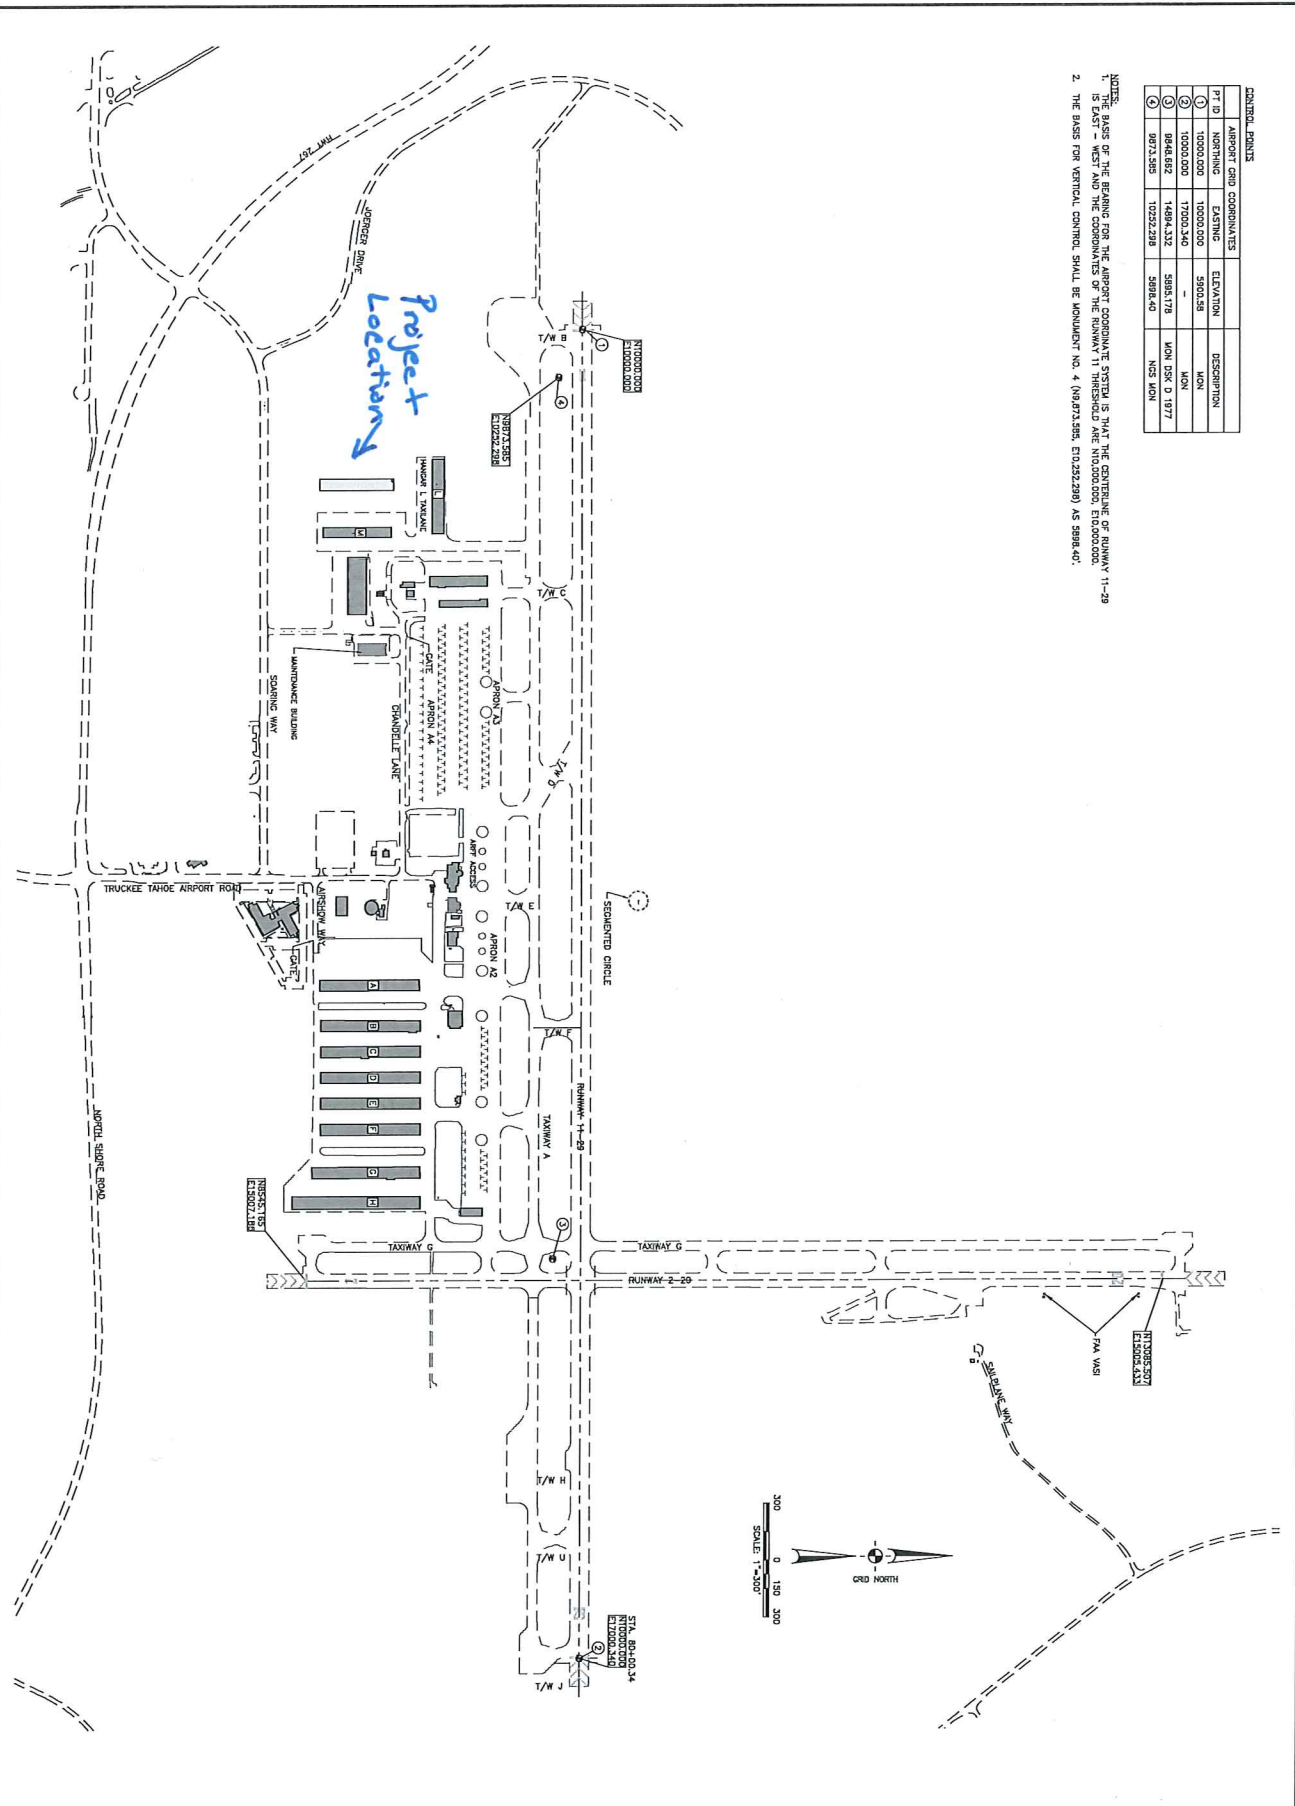 CONTROL POINTS
AIRPORT GRID COORDINATES
PT ID NORTHING EASTING ELEVATION DESCRIPTION
1 10000.000 10000.000 5900.58 MON
2 10000.000 17000.340 – MON
3 9848.662 14894.332 5895.178 MON DSK D 1977
4 9873.585 10252.298 5898.40 NGS MON
NOTES:
1. THE BASIS OF THE BEARING FOR THE AIRPORT COORDINATE SYSTEM IS THAT THE CENTERLINE OF RUNWAY 11-29
IS EAST - WEST AND THE COORDINATES OF THE RUNWAY 11 THRESHOLD ARE N10,000.000, E10,000.000.
2. THE BASIS FOR VERTICAL CONTROL SHALL BE MONUMENT NO. 4 (N9,873.585, E10,252.298) AS 5898.40'.
HWY 267
JOERGER DRIVE
Project
Location
N10000.000
E10000.000
1
T/W B
4
N9873.585
E10252.298
HANGAR L TAXILANE
L
M
T/W C
GATE
APRON A3
APRON A4
MAINTENANCE BUILDING
SOARING WAY
CHANDELLE LANE
T/W D
ARFF ACCESS
TRUCKEE TAHOE AIRPORT ROAD
AIRSHOW WAY
GATE
T/W E
APRON A2
SEGMENTED CIRCLE
A
B
C
D
E
F
G
H
T/W F
RUNWAY 11-29
TAXIWAY A
NORTH SHORE ROAD
N8545.165
E15007.186
3
TAXIWAY G
TAXIWAY G
RUNWAY 2-20
FAA VASI
N13085.507
E15005.433
SAILPLANE WAY
T/W H
T/W U
T/W J
2
STA. 80+00.34
N10000.000
E17000.340
GRID NORTH
300 0 150 300
SCALE: 1"=300'